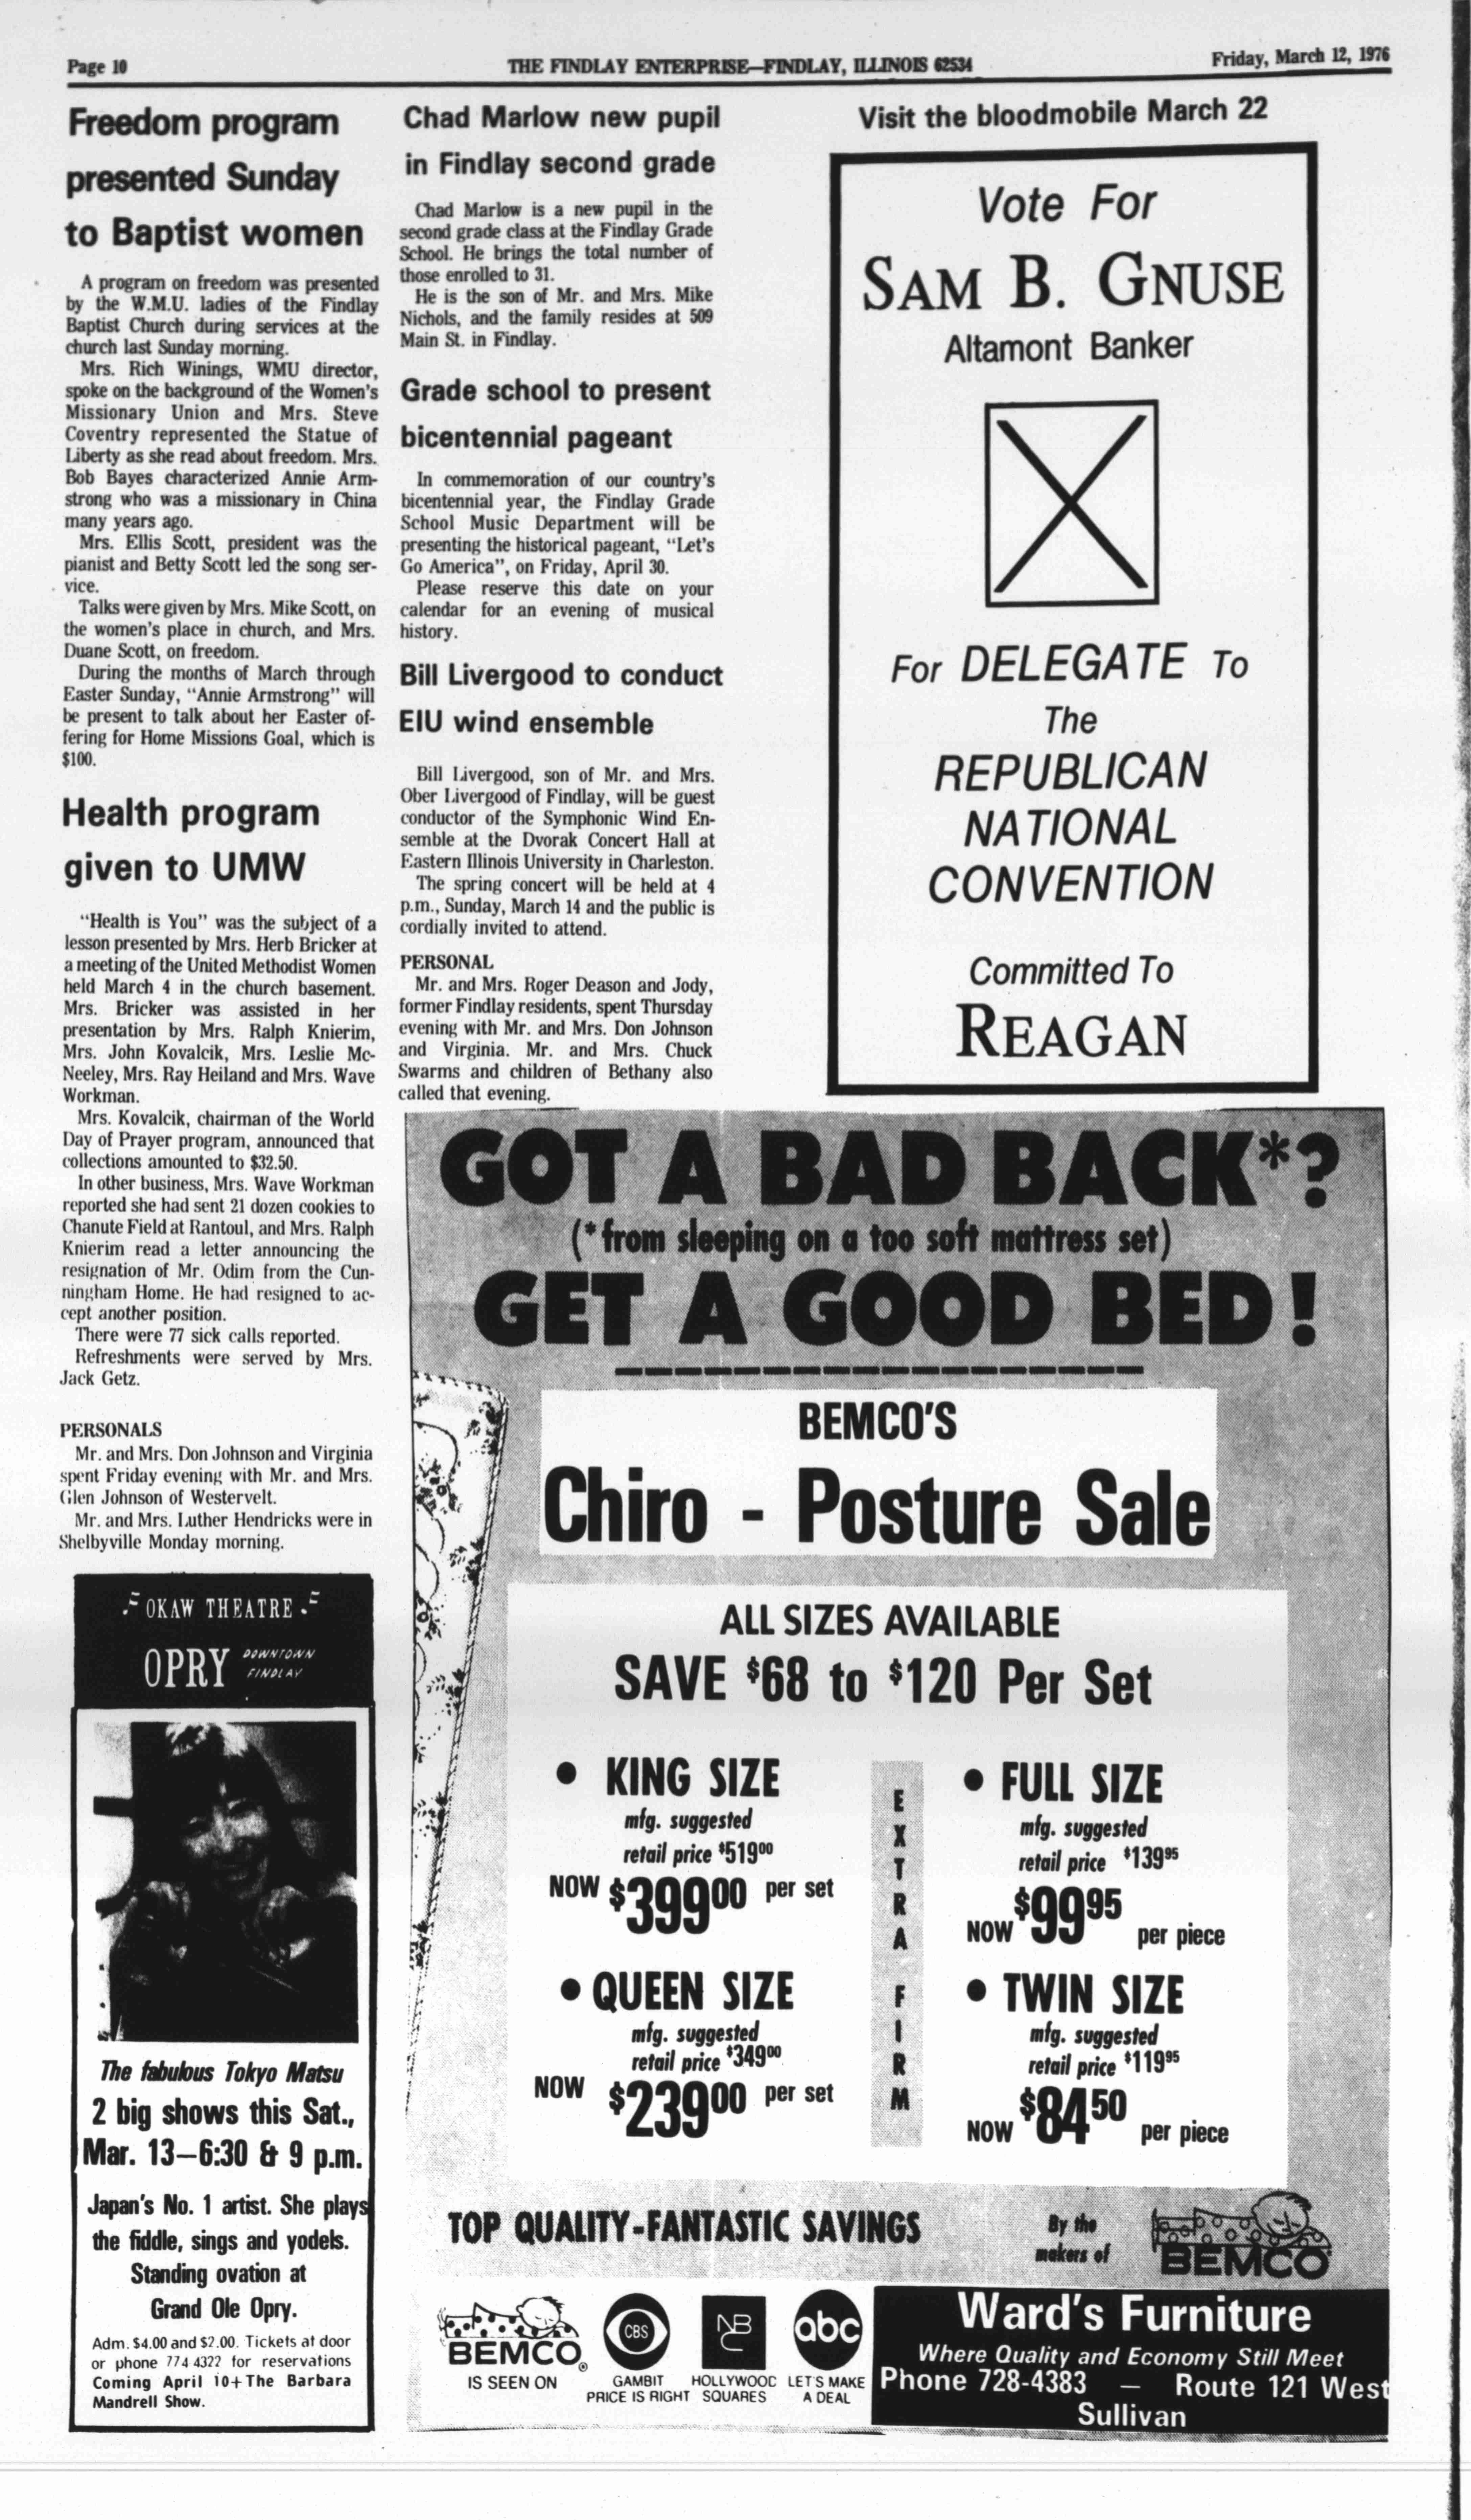 Page 10
THE FINDLAY ENTERPRISE—FINDLAY, ILLINOIS 62534
Friday, March 12, 1976
Freedom program
presented Sunday
to Baptist women
A program on freedom was presented
by the W.M.U. ladies of the Findlay
Baptist Church during services at the
church last Sunday morning.
Mrs. Rich Winings, WMU director,
spoke on the background of the Women's
Missionary Union and Mrs. Steve
Coventry represented the Statue of
Liberty as she read about freedom. Mrs.
Bob Bayes characterized Annie Arm-
strong who was a missionary in China
many years ago.
Mrs. Ellis Scott, president was the
pianist and Betty Scott led the song ser-
vice.
Talks were given by Mrs. Mike Scott, on
the women's place in church, and Mrs.
Duane Scott, on freedom.
During the months of March through
Easter Sunday, "Annie Armstrong" will
be present to talk about her Easter of-
fering for Home Missions Goal, which is
$100.
Health program
given to UMW
"Health is You" was the subject of a
lesson presented by Mrs. Herb Bricker at
a meeting of the United Methodist Women
held March 4 in the church basement.
Mrs. Bricker was assisted in her
presentation by Mrs. Ralph Knierim,
Mrs. John Kovalcik, Mrs. Leslie Mc-
Neeley, Mrs. Ray Heiland and Mrs. Wave
Workman.
Mrs. Kovalcik, chairman of the World
Day of Prayer program, announced that
collections amounted to $32.50.
In other business, Mrs. Wave Workman
reported she had sent 21 dozen cookies to
Chanute Field at Rantoul, and Mrs. Ralph
Knierim read a letter announcing the
resignation of Mr. Odim from the Cun-
ningham Home. He had resigned to ac-
cept another position.
There were 77 sick calls reported.
Refreshments were served by Mrs.
Jack Getz.
PERSONALS
Mr. and Mrs. Don Johnson and Virginia
spent Friday evening with Mr. and Mrs.
Glen Johnson of Westervelt.
Mr. and Mrs. Luther Hendricks were in
Shelbyville Monday morning.
OKAW THEATRE
OPRY DOWNTOWN
FINDLAY
The fabulous Tokyo Matsu
2 big shows this Sat.,
Mar. 13—6:30 & 9 p.m.
Japan's No. 1 artist. She plays
the fiddle, sings and yodels.
Standing ovation at
Grand Ole Opry.
Adm. $4.00 and $2.00. Tickets at door
or phone 774 4322 for reservations
Coming April 10+The Barbara
Mandrell Show.
Chad Marlow new pupil
in Findlay second grade
Chad Marlow is a new pupil in the
second grade class at the Findlay Grade
School. He brings the total number of
those enrolled to 31.
He is the son of Mr. and Mrs. Mike
Nichols, and the family resides at 509
Main St. in Findlay.
Grade school to present
bicentennial pageant
In commemoration of our country's
bicentennial year, the Findlay Grade
School Music Department will be
presenting the historical pageant, "Let's
Go America", on Friday, April 30.
Please reserve this date on your
calendar for an evening of musical
history.
Bill Livergood to conduct
EIU wind ensemble
Bill Livergood, son of Mr. and Mrs.
Ober Livergood of Findlay, will be guest
conductor of the Symphonic Wind En-
semble at the Dvorak Concert Hall at
Eastern Illinois University in Charleston.
The spring concert will be held at 4
p.m., Sunday, March 14 and the public is
cordially invited to attend.
PERSONAL
Mr. and Mrs. Roger Deason and Jody,
former Findlay residents, spent Thursday
evening with Mr. and Mrs. Don Johnson
and Virginia. Mr. and Mrs. Chuck
Swarms and children of Bethany also
called that evening.
Visit the bloodmobile March 22
Vote For
SAM B. GNUSE
Altamont Banker
For DELEGATE To
The
REPUBLICAN
NATIONAL
CONVENTION
Committed To
REAGAN
GOT A BAD BACK*?
(*from sleeping on a too soft mattress set)
GET A GOOD BED!
BEMCO'S
Chiro - Posture Sale
ALL SIZES AVAILABLE
SAVE $68 to $120 Per Set
• KING SIZE
mfg. suggested
retail price $519⁰⁰
NOW $399⁰⁰ per set
• QUEEN SIZE
mfg. suggested
retail price $349⁰⁰
NOW $239⁰⁰ per set
EXTRA FIRM
• FULL SIZE
mfg. suggested
retail price $139⁹⁵
NOW $99⁹⁵ per piece
• TWIN SIZE
mfg. suggested
retail price $119⁹⁵
NOW $84⁵⁰ per piece
TOP QUALITY-FANTASTIC SAVINGS
By the
makers of
BEMCO
BEMCO®
IS SEEN ON
CBS
GAMBIT
PRICE IS RIGHT
NBC
HOLLYWOOD
SQUARES
abc
LET'S MAKE
A DEAL
Ward's Furniture
Where Quality and Economy Still Meet
Phone 728-4383 — Route 121 West
Sullivan